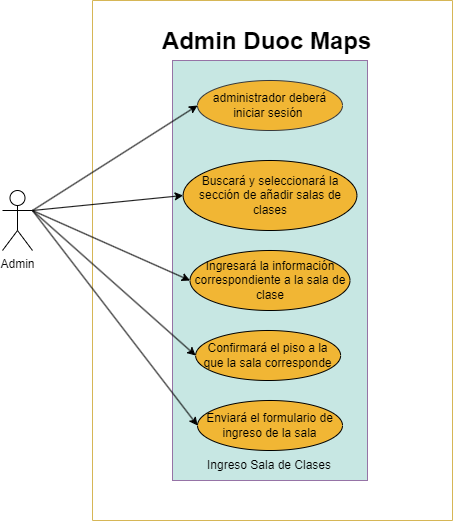 Admin Duoc Maps
administrador deberá
iniciar sesión
Buscará y seleccionará la
sección de añadir salas de
clases
Admin
Ingresará la información
correspondiente a la sala de
clase
Confirmará el piso a la
que la sala corresponde
Enviará el formulario de
ingreso de la sala
Ingreso Sala de Clases